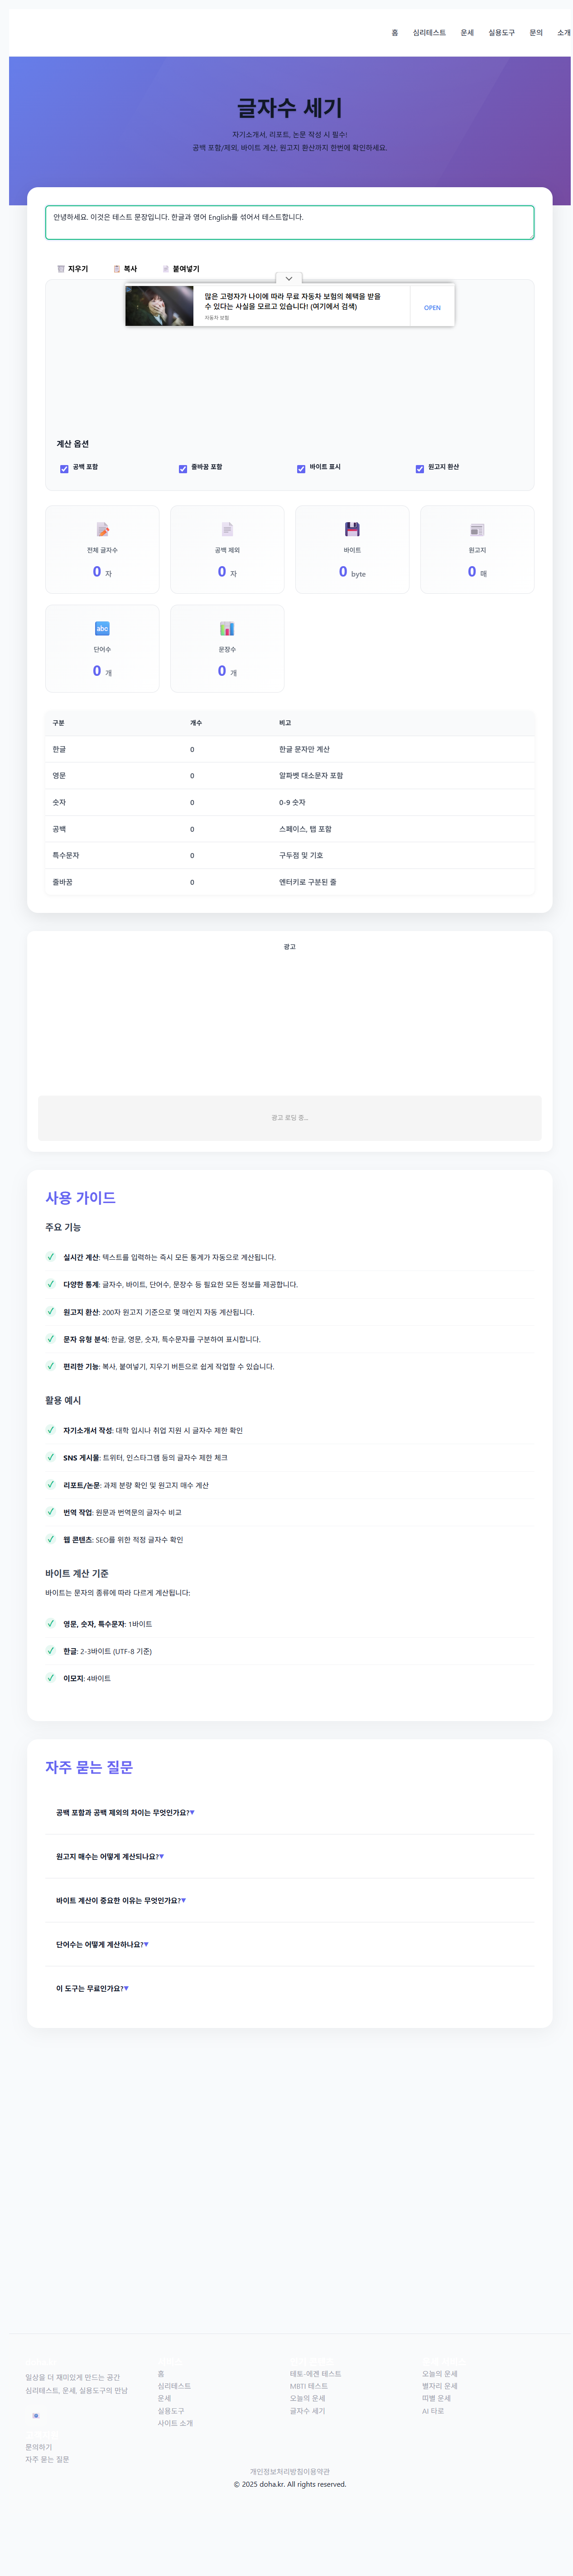 홈 심리테스트 운세 실용도구 문의 소개
글자수 세기
자기소개서, 리포트, 논문 작성 시 필수!
공백 포함/제외, 바이트 계산, 원고지 환산까지 한번에 확인하세요.
안녕하세요. 이것은 테스트 문장입니다. 한글과 영어 English를 섞어서 테스트합니다.
지우기 복사 붙여넣기
많은 고령자가 나이에 따라 무료 자동차 보험의 혜택을 받을
수 있다는 사실을 모르고 있습니다! (여기에서 검색)
자동차 보험
OPEN
계산 옵션
공백 포함 줄바꿈 포함 바이트 표시 원고지 환산
전체 글자수 공백 제외 바이트 원고지
0 자 0 자 0 byte 0 매
abc
단어수 문장수
0 개 0 개
구분 개수 비고
한글 0 한글 문자만 계산
영문 0 알파벳 대소문자 포함
숫자 0 0-9 숫자
공백 0 스페이스, 탭 포함
특수문자 0 구두점 및 기호
줄바꿈 0 엔터키로 구분된 줄
광고
광고 로딩 중...
사용 가이드
주요 기능
✓ 실시간 계산: 텍스트를 입력하는 즉시 모든 통계가 자동으로 계산됩니다.
✓ 다양한 통계: 글자수, 바이트, 단어수, 문장수 등 필요한 모든 정보를 제공합니다.
✓ 원고지 환산: 200자 원고지 기준으로 몇 매인지 자동 계산됩니다.
✓ 문자 유형 분석: 한글, 영문, 숫자, 특수문자를 구분하여 표시합니다.
✓ 편리한 기능: 복사, 붙여넣기, 지우기 버튼으로 쉽게 작업할 수 있습니다.
활용 예시
✓ 자기소개서 작성: 대학 입시나 취업 지원 시 글자수 제한 확인
✓ SNS 게시물: 트위터, 인스타그램 등의 글자수 제한 체크
✓ 리포트/논문: 과제 분량 확인 및 원고지 매수 계산
✓ 번역 작업: 원문과 번역문의 글자수 비교
✓ 웹 콘텐츠: SEO를 위한 적정 글자수 확인
바이트 계산 기준
바이트는 문자의 종류에 따라 다르게 계산됩니다:
✓ 영문, 숫자, 특수문자: 1바이트
✓ 한글: 2-3바이트 (UTF-8 기준)
✓ 이모지: 4바이트
자주 묻는 질문
공백 포함과 공백 제외의 차이는 무엇인가요?▼
원고지 매수는 어떻게 계산되나요?▼
바이트 계산이 중요한 이유는 무엇인가요?▼
단어수는 어떻게 계산하나요?▼
이 도구는 무료인가요?▼
일상을 더 재미있게 만드는 공간
심리테스트, 운세, 실용도구의 만남
문의하기
자주 묻는 질문
홈
심리테스트
운세
실용도구
사이트 소개
테토-에겐 테스트
MBTI 테스트
오늘의 운세
글자수 세기
오늘의 운세
별자리 운세
띠별 운세
AI 타로
개인정보처리방침이용약관
© 2025 doha.kr. All rights reserved.